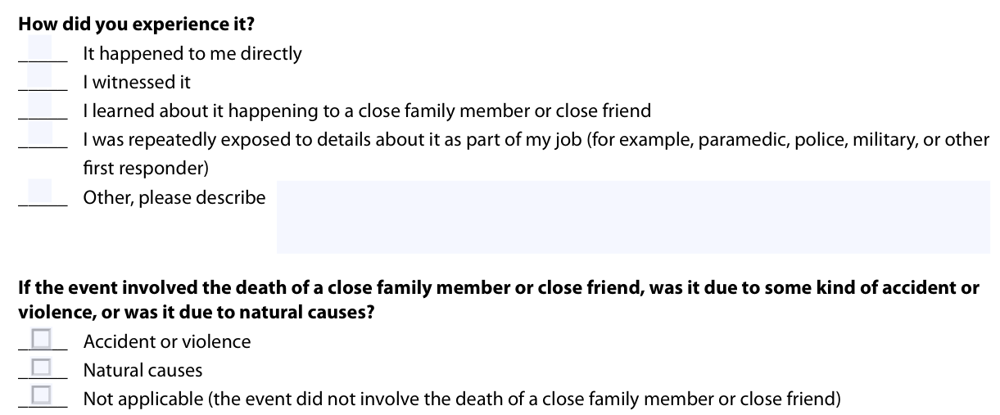 How did you experience it?
It happened to me directly
I witnessed it
I learned about it happening to a close family member or close friend
I was repeatedly exposed to details about it as part of my job (for example, paramedic, police, military, or other
first responder)
Other, please describe
If the event involved the death of a close family member or close friend, was it due to some kind of accident or
violence, or was it due to natural causes?
Accident or violence
Natural causes
Not applicable (the event did not involve the death of a close family member or close friend)